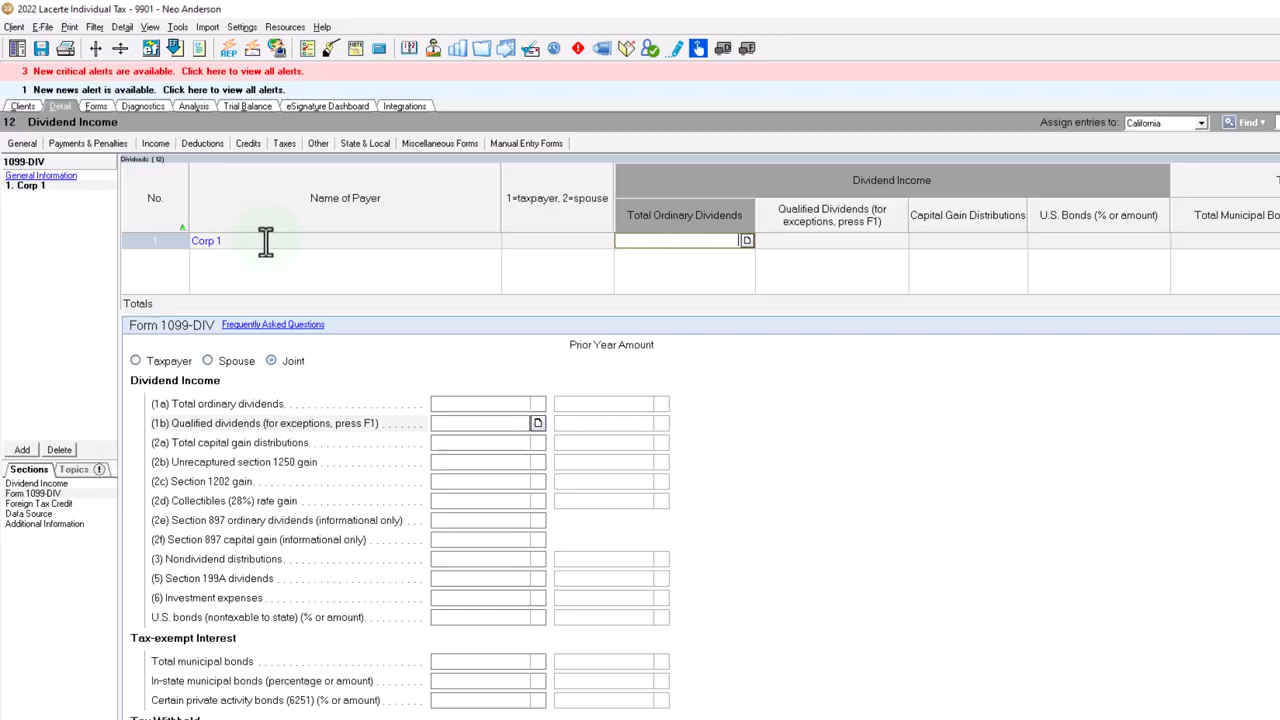 2022 Lacerte Individual Tax - 9901 - Neo Anderson
Client E-File Print Filter Detail View Tools Import Settings Resources Help
REP
3 New critical alerts are available. Click here to view all alerts.
1 New news alert is available. Click here to view all alerts.
Clients Detail Forms Diagnostics Analysis Trial Balance eSignature Dashboard Integrations
12 Dividend Income Assign entries to: California Find
General Payments & Penalties Income Deductions Credits Taxes Other State & Local Miscellaneous Forms Manual Entry Forms
1099-DIV
General Information
1. Corp 1
Dividends (12)
No. Name of Payer 1=taxpayer, 2=spouse Dividend Income
Total Ordinary Dividends Qualified Dividends (for exceptions, press F1) Capital Gain Distributions U.S. Bonds (% or amount) Total Municipal Bo
1 Corp 1
Totals
Form 1099-DIV Frequently Asked Questions
Prior Year Amount
Taxpayer Spouse Joint
Dividend Income
(1a) Total ordinary dividends
(1b) Qualified dividends (for exceptions, press F1)
(2a) Total capital gain distributions
(2b) Unrecaptured section 1250 gain
(2c) Section 1202 gain
(2d) Collectibles (28%) rate gain
(2e) Section 897 ordinary dividends (informational only)
(2f) Section 897 capital gain (informational only)
(3) Nondividend distributions
(5) Section 199A dividends
(6) Investment expenses
U.S. bonds (nontaxable to state) (% or amount)
Tax-exempt Interest
Total municipal bonds
In-state municipal bonds (percentage or amount)
Certain private activity bonds (6251) (% or amount)
Tax Withheld
Add Delete
Sections Topics
Dividend Income
Form 1099-DIV
Foreign Tax Credit
Data Source
Additional Information